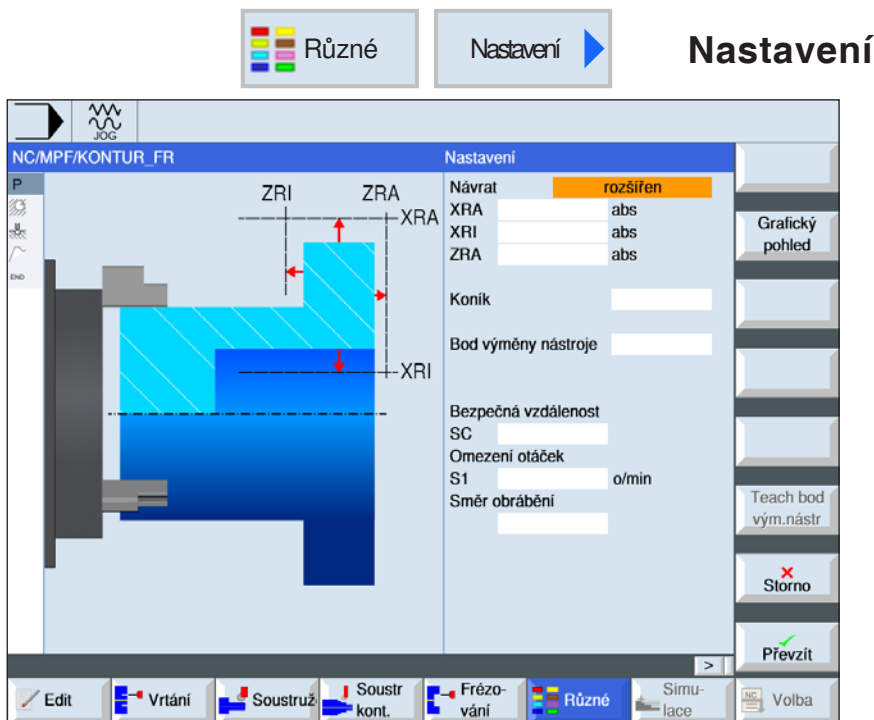 Různé
Nastavení
Nastavení
JOG
NC/MPF/KONTUR_FR
Nastavení
P
END
ZRI
ZRA
XRA
XRI
Návrat
rozšířen
XRA
abs
XRI
abs
ZRA
abs
Koník
Bod výměny nástroje
Bezpečná vzdálenost
SC
Omezení otáček
S1
o/min
Směr obrábění
Grafický
pohled
Teach bod
vým.nástr
Storno
Převzít
>
Edit
Vrtání
Soustruž
Soustr
kont.
Frézo-
vání
Různé
Simu-
lace
NC
Volba